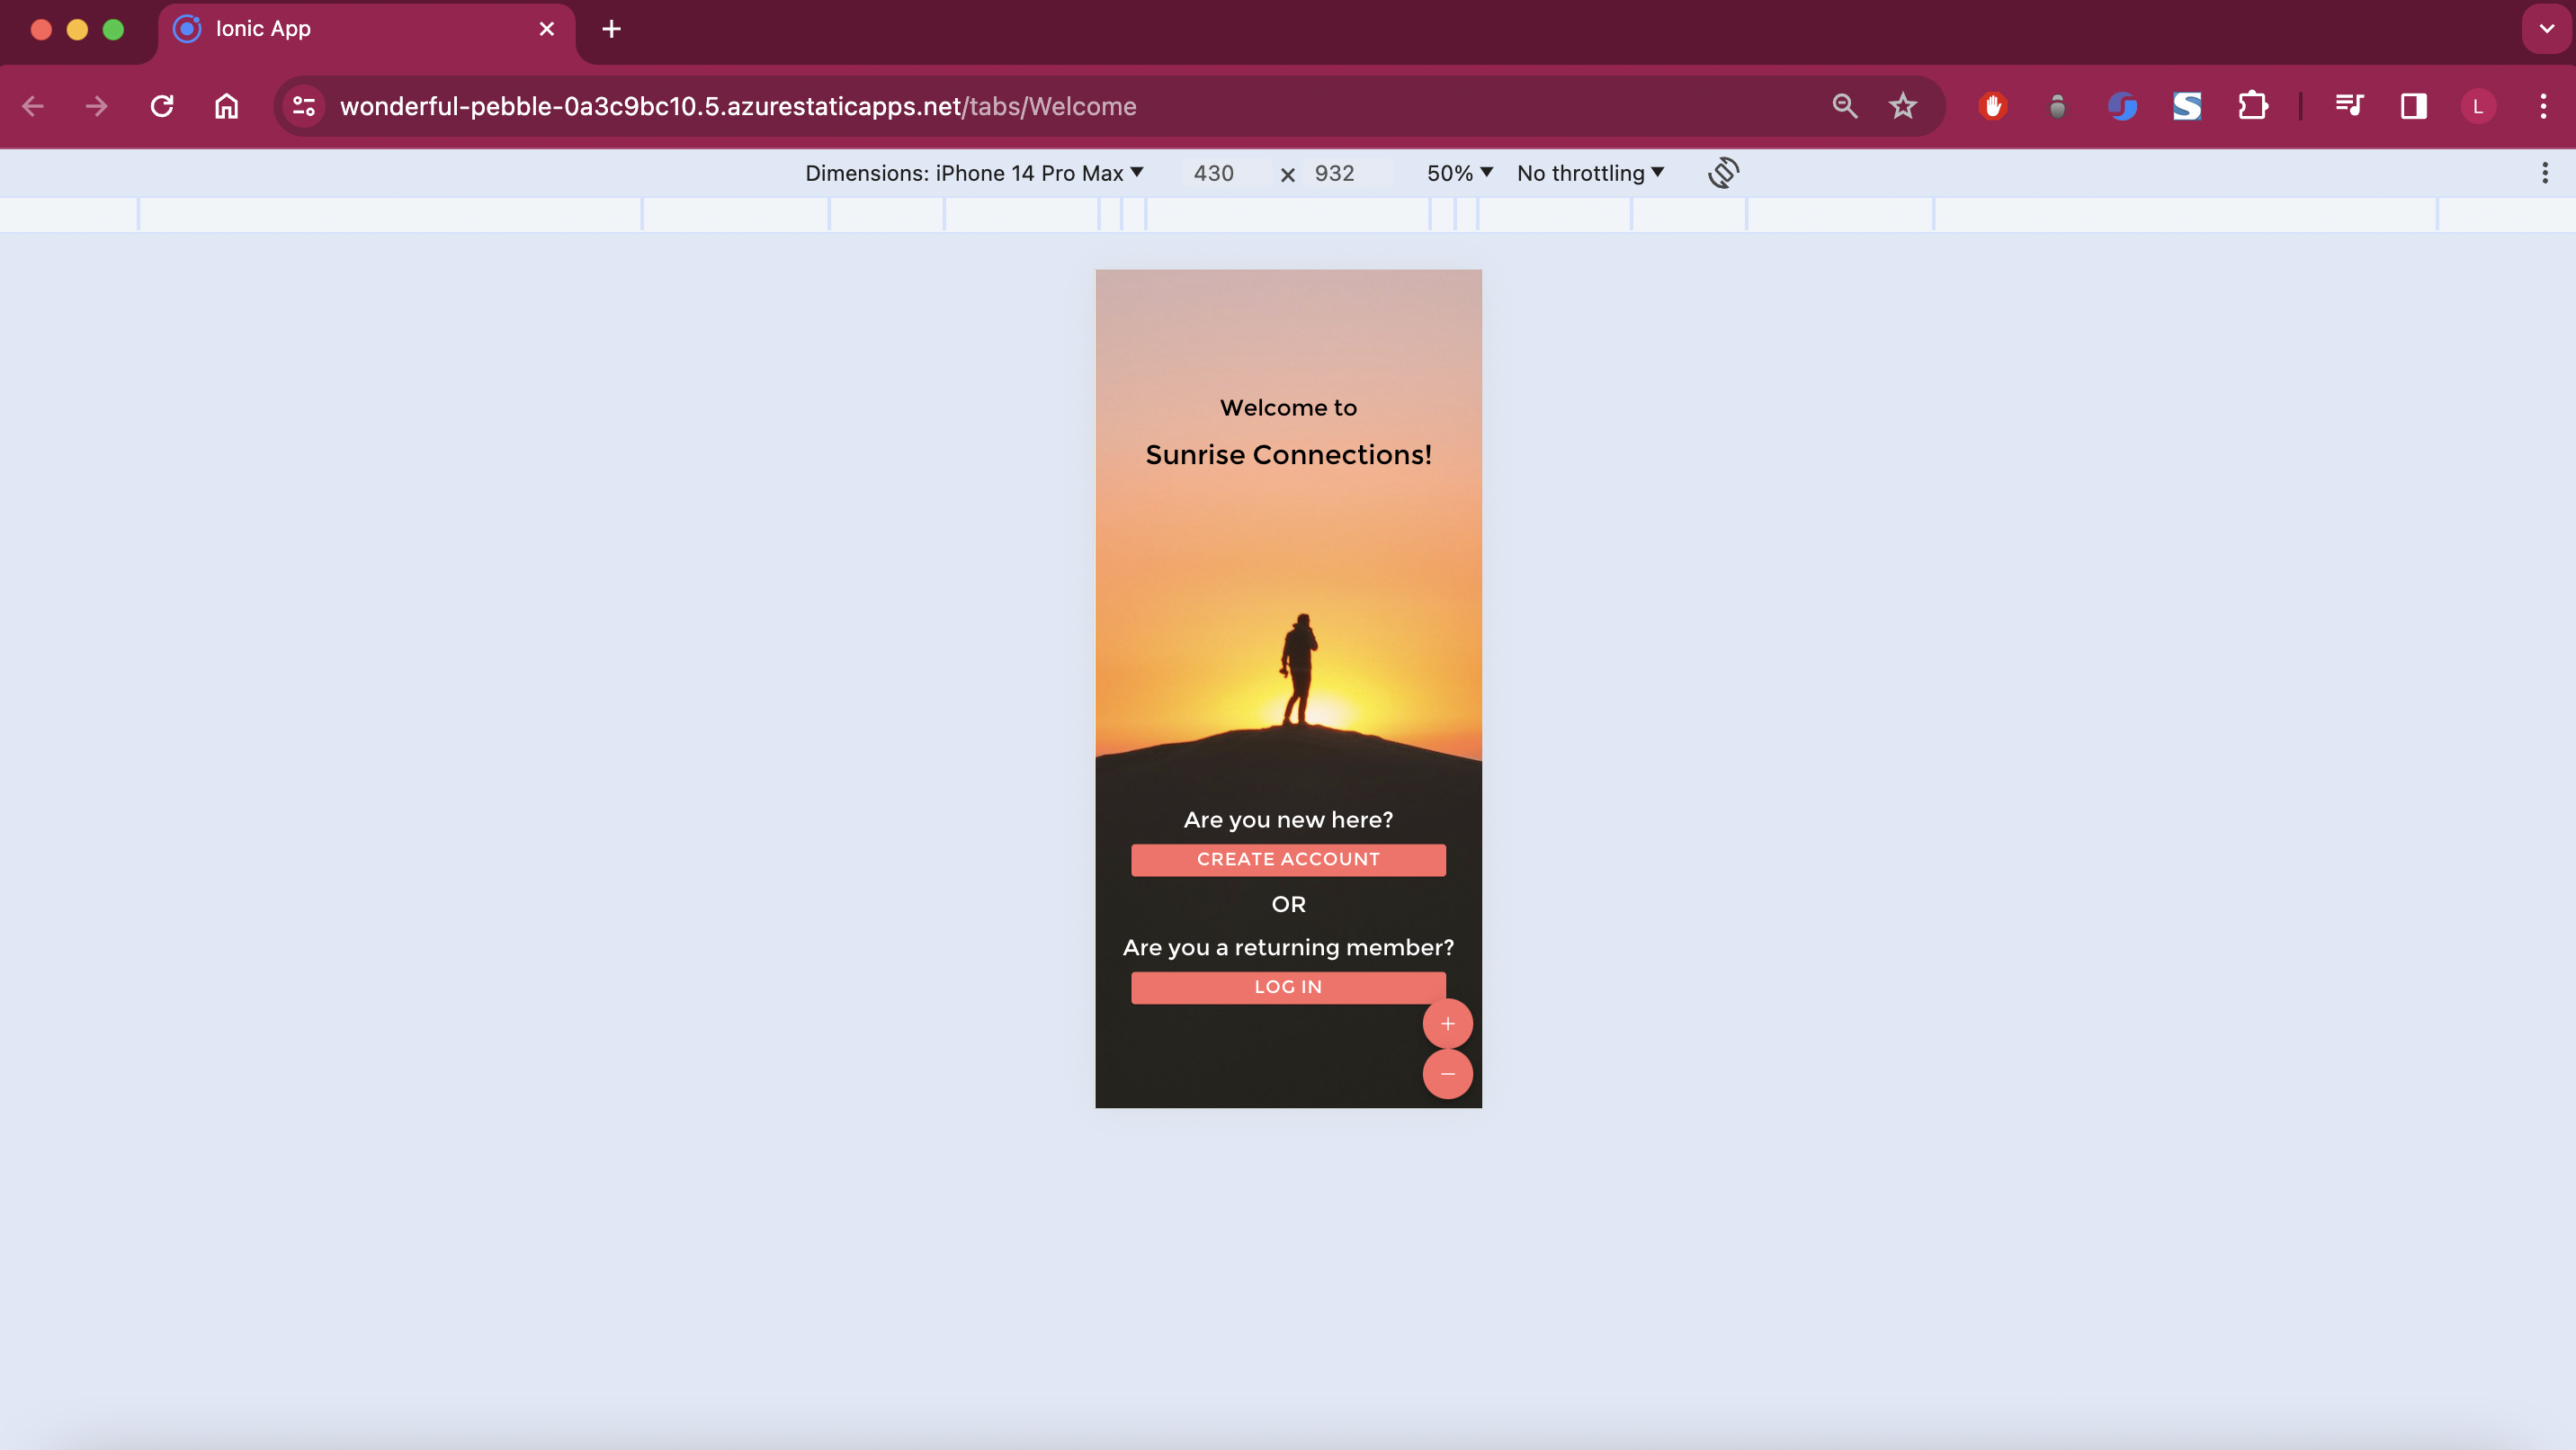 Ionic App
wonderful-pebble-0a3c9bc10.5.azurestaticapps.net/tabs/Welcome
L
Dimensions: iPhone 14 Pro Max 430 × 932 50% No throttling
Welcome to
Sunrise Connections!
Are you new here?
CREATE ACCOUNT
OR
Are you a returning member?
LOG IN
+
−